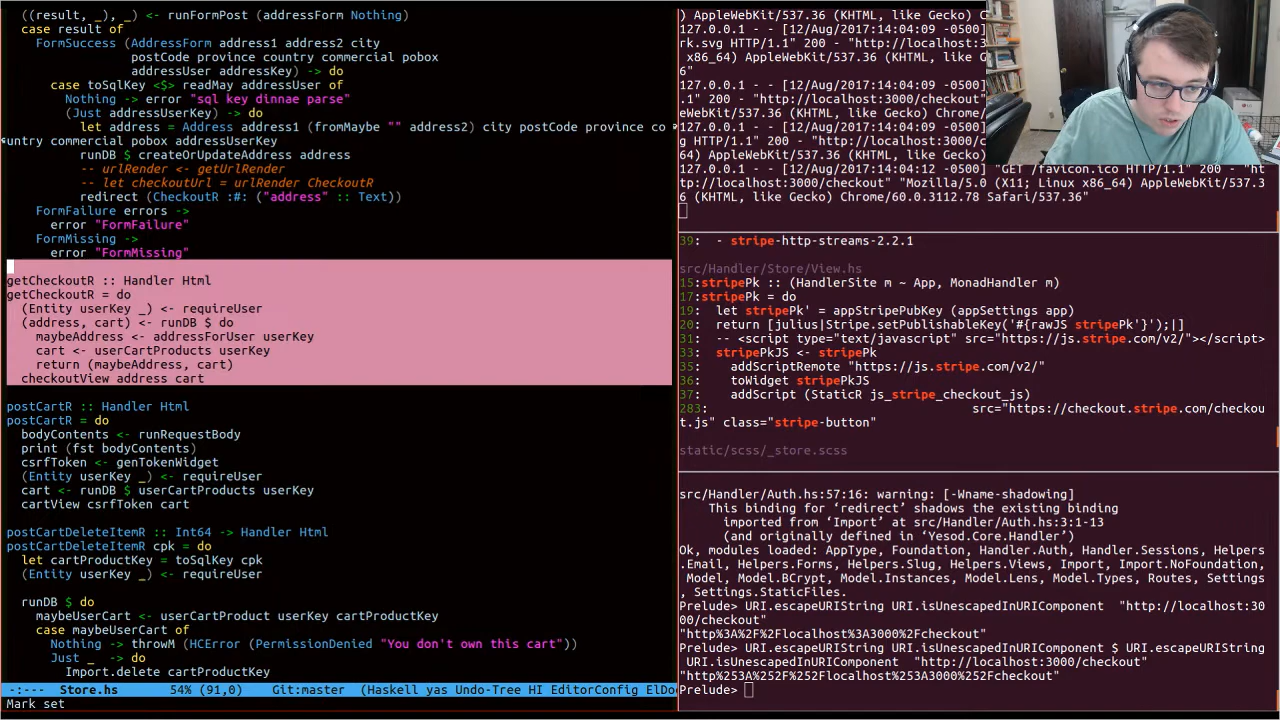 ((result, _), _) <- runFormPost (addressForm Nothing)
case result of
FormSuccess (AddressForm address1 address2 city
postCode province country commercial pobox
addressUser addressKey) -> do
case toSqlKey <$> readMay addressUser of
Nothing -> error "sql key dinnae parse"
(Just addressUserKey) -> do
let address = Address address1 (fromMaybe "" address2) city postCode province co
untry commercial pobox addressUserKey
runDB $ createOrUpdateAddress address
-- urlRender <- getUrlRender
-- let checkoutUrl = urlRender CheckoutR
redirect (CheckoutR :#: ("address" :: Text))
FormFailure errors ->
error "FormFailure"
FormMissing ->
error "FormMissing"
getCheckoutR :: Handler Html
getCheckoutR = do
(Entity userKey _) <- requireUser
(address, cart) <- runDB $ do
maybeAddress <- addressForUser userKey
cart <- userCartProducts userKey
return (maybeAddress, cart)
checkoutView address cart
postCartR :: Handler Html
postCartR = do
bodyContents <- runRequestBody
print (fst bodyContents)
csrfToken <- genTokenWidget
(Entity userKey _) <- requireUser
cart <- runDB $ userCartProducts userKey
cartView csrfToken cart
postCartDeleteItemR :: Int64 -> Handler Html
postCartDeleteItemR cpk = do
let cartProductKey = toSqlKey cpk
(Entity userKey _) <- requireUser
runDB $ do
maybeUserCart <- userCartProduct userKey cartProductKey
case maybeUserCart of
Nothing -> throwM (HCError (PermissionDenied "You don't own this cart"))
Just _ -> do
Import.delete cartProductKey
-:--- Store.hs 54% (91,0) Git:master (Haskell yas Undo-Tree HI EditorConfig ElDo
Mark set
) AppleWebKit/537.36 (KHTML, like Gecko) C
127.0.0.1 - - [12/Aug/2017:14:04:09 -0500]
rk.svg HTTP/1.1" 200 - "http://localhost:3
x86_64) AppleWebKit/537.36 (KHTML, like G
6"
127.0.0.1 - - [12/Aug/2017:14:04:09 -0500]
.1" 200 - "http://localhost:3000/checkout"
eWebKit/537.36 (KHTML, like Gecko) Chrome/
127.0.0.1 - - [12/Aug/2017:14:04:09 -0500]
g HTTP/1.1" 200 - "http://localhost:3000/c
64) AppleWebKit/537.36 (KHTML, like Gecko)
127.0.0.1 - - [12/Aug/2017:14:04:12 -0500] "GET /favicon.ico HTTP/1.1" 200 - "ht
tp://localhost:3000/checkout" "Mozilla/5.0 (X11; Linux x86_64) AppleWebKit/537.3
6 (KHTML, like Gecko) Chrome/60.0.3112.78 Safari/537.36"
39: - stripe-http-streams-2.2.1
src/Handler/Store/View.hs
15:stripePk :: (HandlerSite m ~ App, MonadHandler m)
17:stripePk = do
19: let stripePk' = appStripePubKey (appSettings app)
20: return [julius|Stripe.setPublishableKey('#{rawJS stripePk'}');|]
31: -- <script type="text/javascript" src="https://js.stripe.com/v2/"></script>
33: stripePkJS <- stripePk
35: addScriptRemote "https://js.stripe.com/v2/"
36: toWidget stripePkJS
37: addScript (StaticR js_stripe_checkout_js)
283: src="https://checkout.stripe.com/checkou
t.js" class="stripe-button"
static/scss/_store.scss
src/Handler/Auth.hs:57:16: warning: [-Wname-shadowing]
This binding for ‘redirect’ shadows the existing binding
imported from ‘Import’ at src/Handler/Auth.hs:3:1-13
(and originally defined in ‘Yesod.Core.Handler’)
Ok, modules loaded: AppType, Foundation, Handler.Auth, Handler.Sessions, Helpers
.Email, Helpers.Forms, Helpers.Slug, Helpers.Views, Import, Import.NoFoundation,
Model, Model.BCrypt, Model.Instances, Model.Lens, Model.Types, Routes, Settings
, Settings.StaticFiles.
Prelude> URI.escapeURIString URI.isUnescapedInURIComponent "http://localhost:30
00/checkout"
"http%3A%2F%2Flocalhost%3A3000%2Fcheckout"
Prelude> URI.escapeURIString URI.isUnescapedInURIComponent $ URI.escapeURIString
URI.isUnescapedInURIComponent "http://localhost:3000/checkout"
"http%253A%252F%252Flocalhost%253A3000%252Fcheckout"
Prelude>